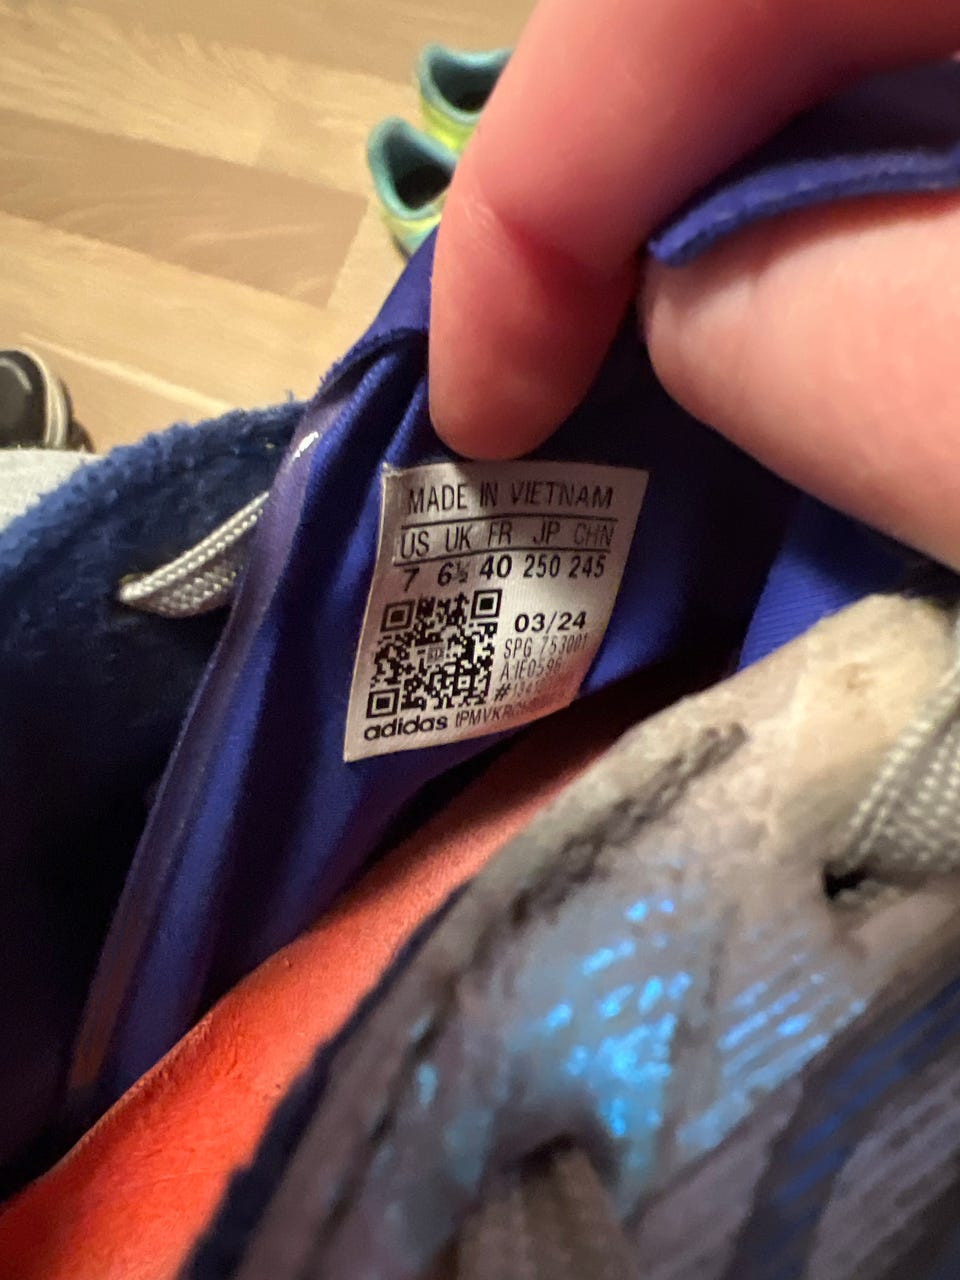 MADE IN VIETNAM
US UK FR JP CHN
7 6½ 40 250 245
03/24
SPG 753001
adidas